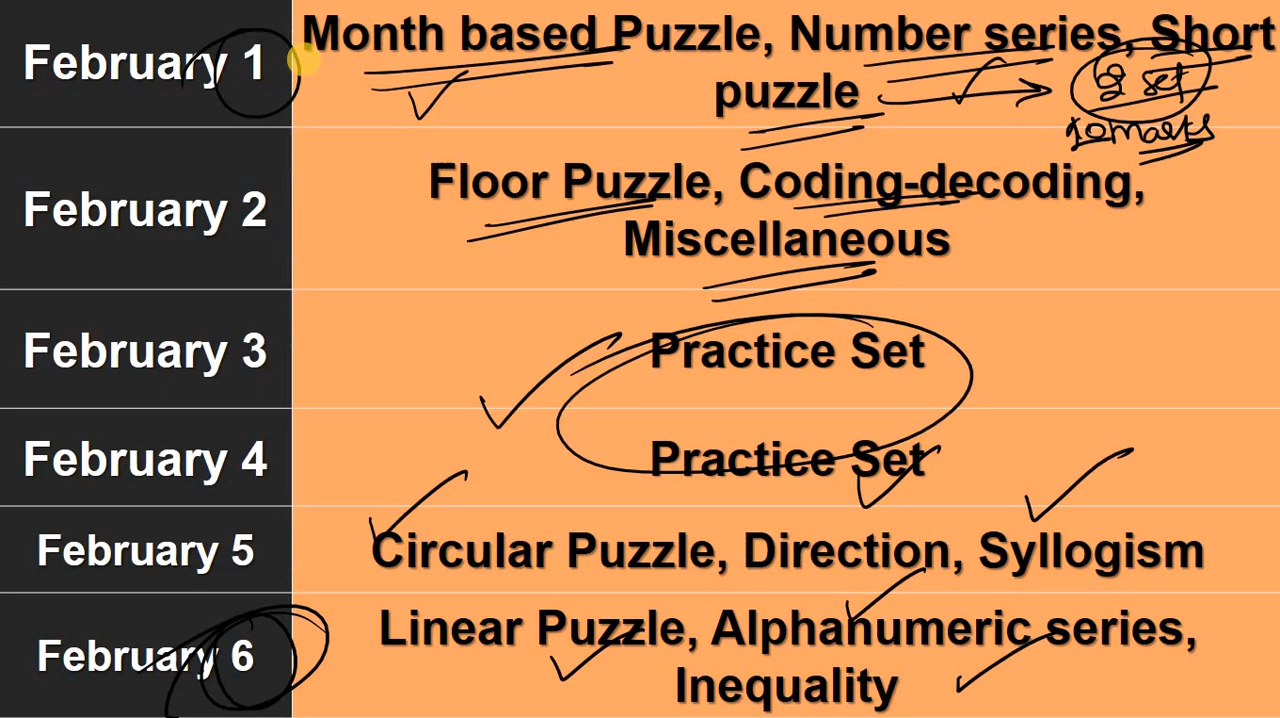 February 1
Month based Puzzle, Number series, Short
puzzle
set
10 marks
February 2
Floor Puzzle, Coding-decoding,
Miscellaneous
February 3
Practice Set
February 4
Practice Set
February 5
Circular Puzzle, Direction, Syllogism
February 6
Linear Puzzle, Alphanumeric series,
Inequality